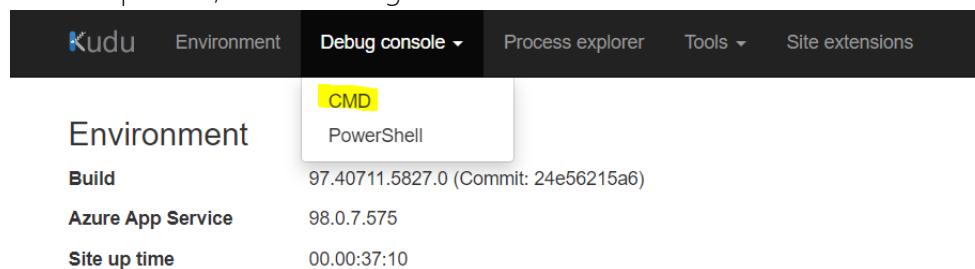 Kudu Environment Debug console Process explorer Tools Site extensions
CMD
PowerShell
Environment
Build 97.40711.5827.0 (Commit: 24e56215a6)
Azure App Service 98.0.7.575
Site up time 00.00:37:10